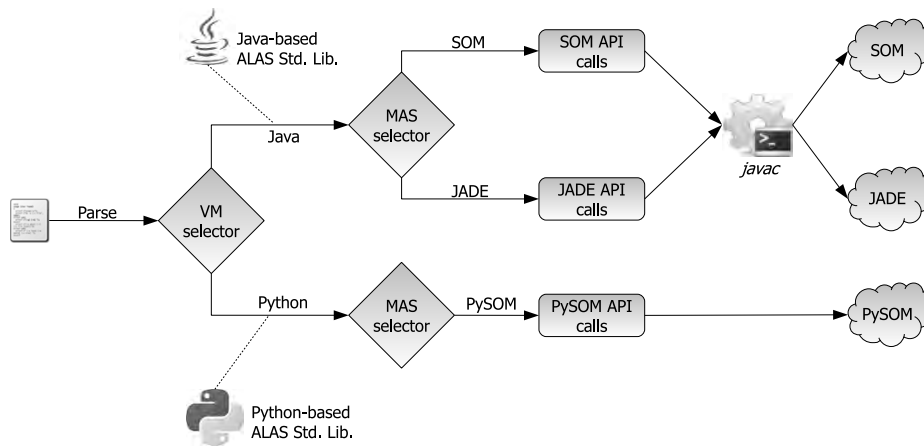 Java-based
ALAS Std. Lib.
SOM
SOM API
calls
SOM
MAS
selector
Java
>_
javac
JADE
JADE API
calls
JADE
Parse
VM
selector
Python
MAS
selector
PySOM
PySOM API
calls
PySOM
Python-based
ALAS Std. Lib.